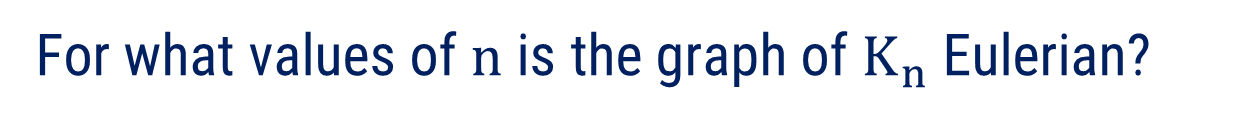 For what values of n is the graph of Kₙ Eulerian?